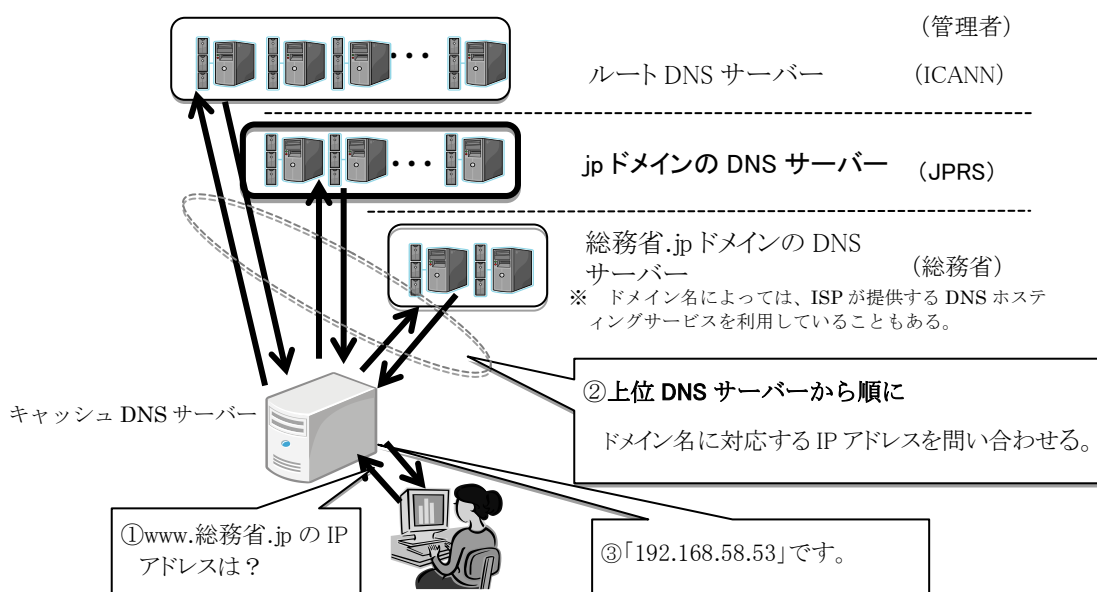 （管理者）
ルート DNS サーバー （ICANN）
jp ドメインの DNS サーバー （JPRS）
総務省.jp ドメインの DNS
サーバー （総務省）
※ ドメイン名によっては、ISP が提供する DNS ホステ
ィングサービスを利用していることもある。
②上位 DNS サーバーから順に
ドメイン名に対応する IP アドレスを問い合わせる。
キャッシュ DNS サーバー
①www.総務省.jp の IP
アドレスは？
③「192.168.58.53」です。